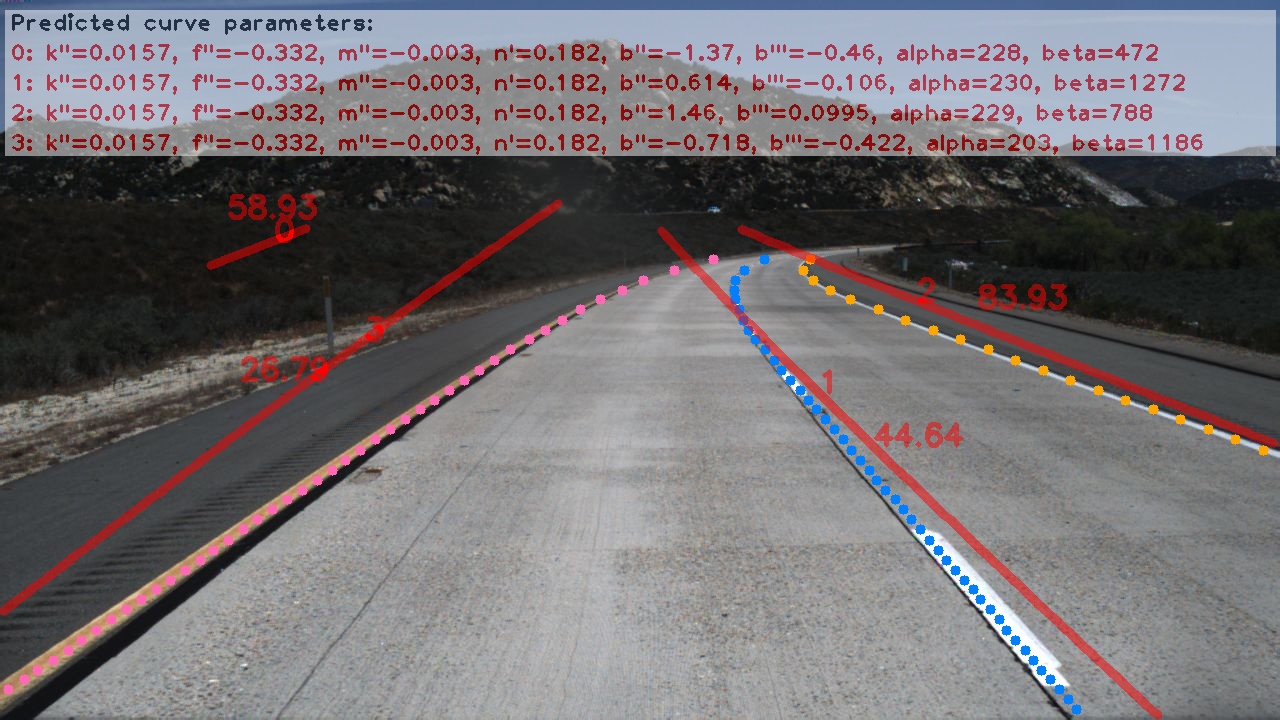 Predicted curve parameters:
0: k''=0.0157, f''=−0.332, m''=−0.003, n'=0.182, b''=−1.37, b'''=−0.46, alpha=228, beta=472
1: k''=0.0157, f''=−0.332, m''=−0.003, n'=0.182, b''=0.614, b'''=−0.106, alpha=230, beta=1272
2: k''=0.0157, f''=−0.332, m''=−0.003, n'=0.182, b''=1.46, b'''=0.0995, alpha=229, beta=788
3: k''=0.0157, f''=−0.332, m''=−0.003, n'=0.182, b''=−0.718, b'''=−0.422, alpha=203, beta=1186
58.93
0
2
83.93
3
26.79
1
44.64